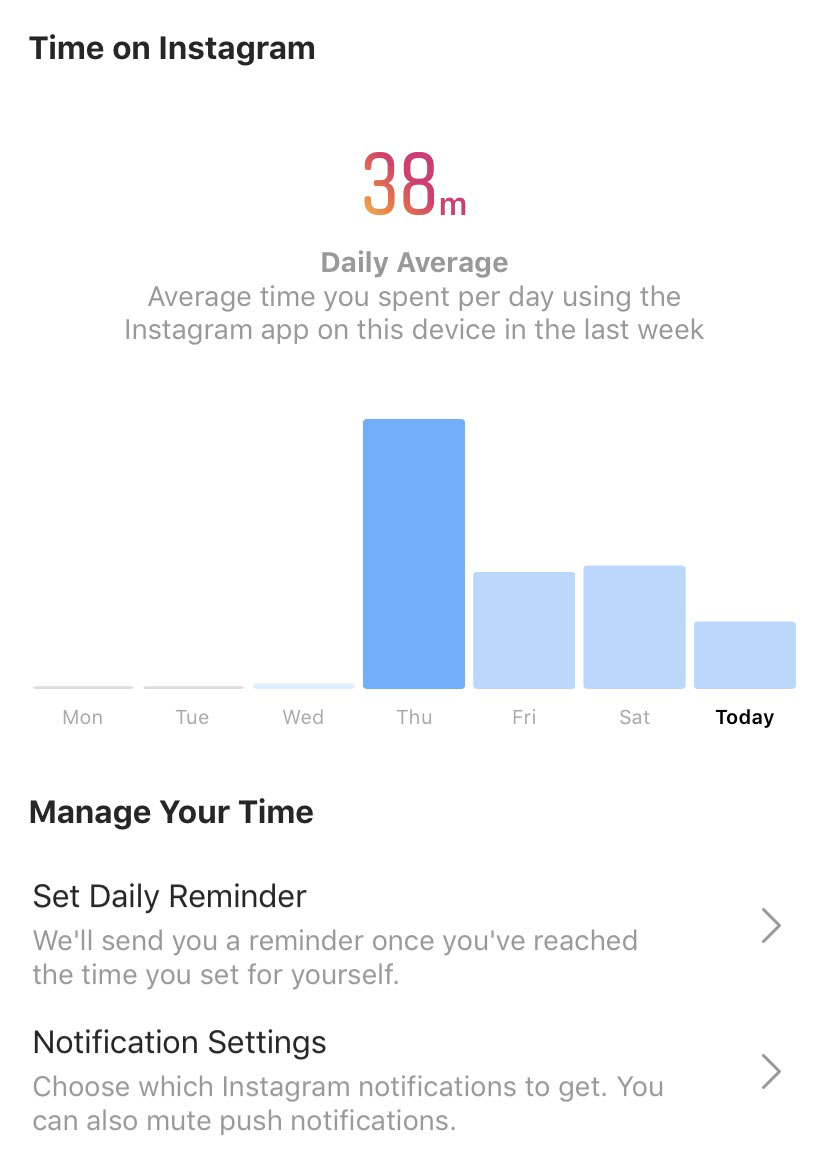 Time on Instagram
38m
Daily Average
Average time you spent per day using the
Instagram app on this device in the last week
Mon Tue Wed Thu Fri Sat Today
Manage Your Time
Set Daily Reminder
We'll send you a reminder once you've reached
the time you set for yourself.
Notification Settings
Choose which Instagram notifications to get. You
can also mute push notifications.